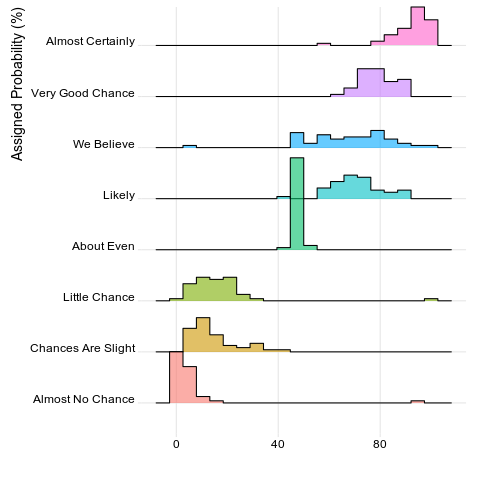 Assigned Probability (%)
Almost Certainly
Very Good Chance
We Believe
Likely
About Even
Little Chance
Chances Are Slight
Almost No Chance
0 40 80